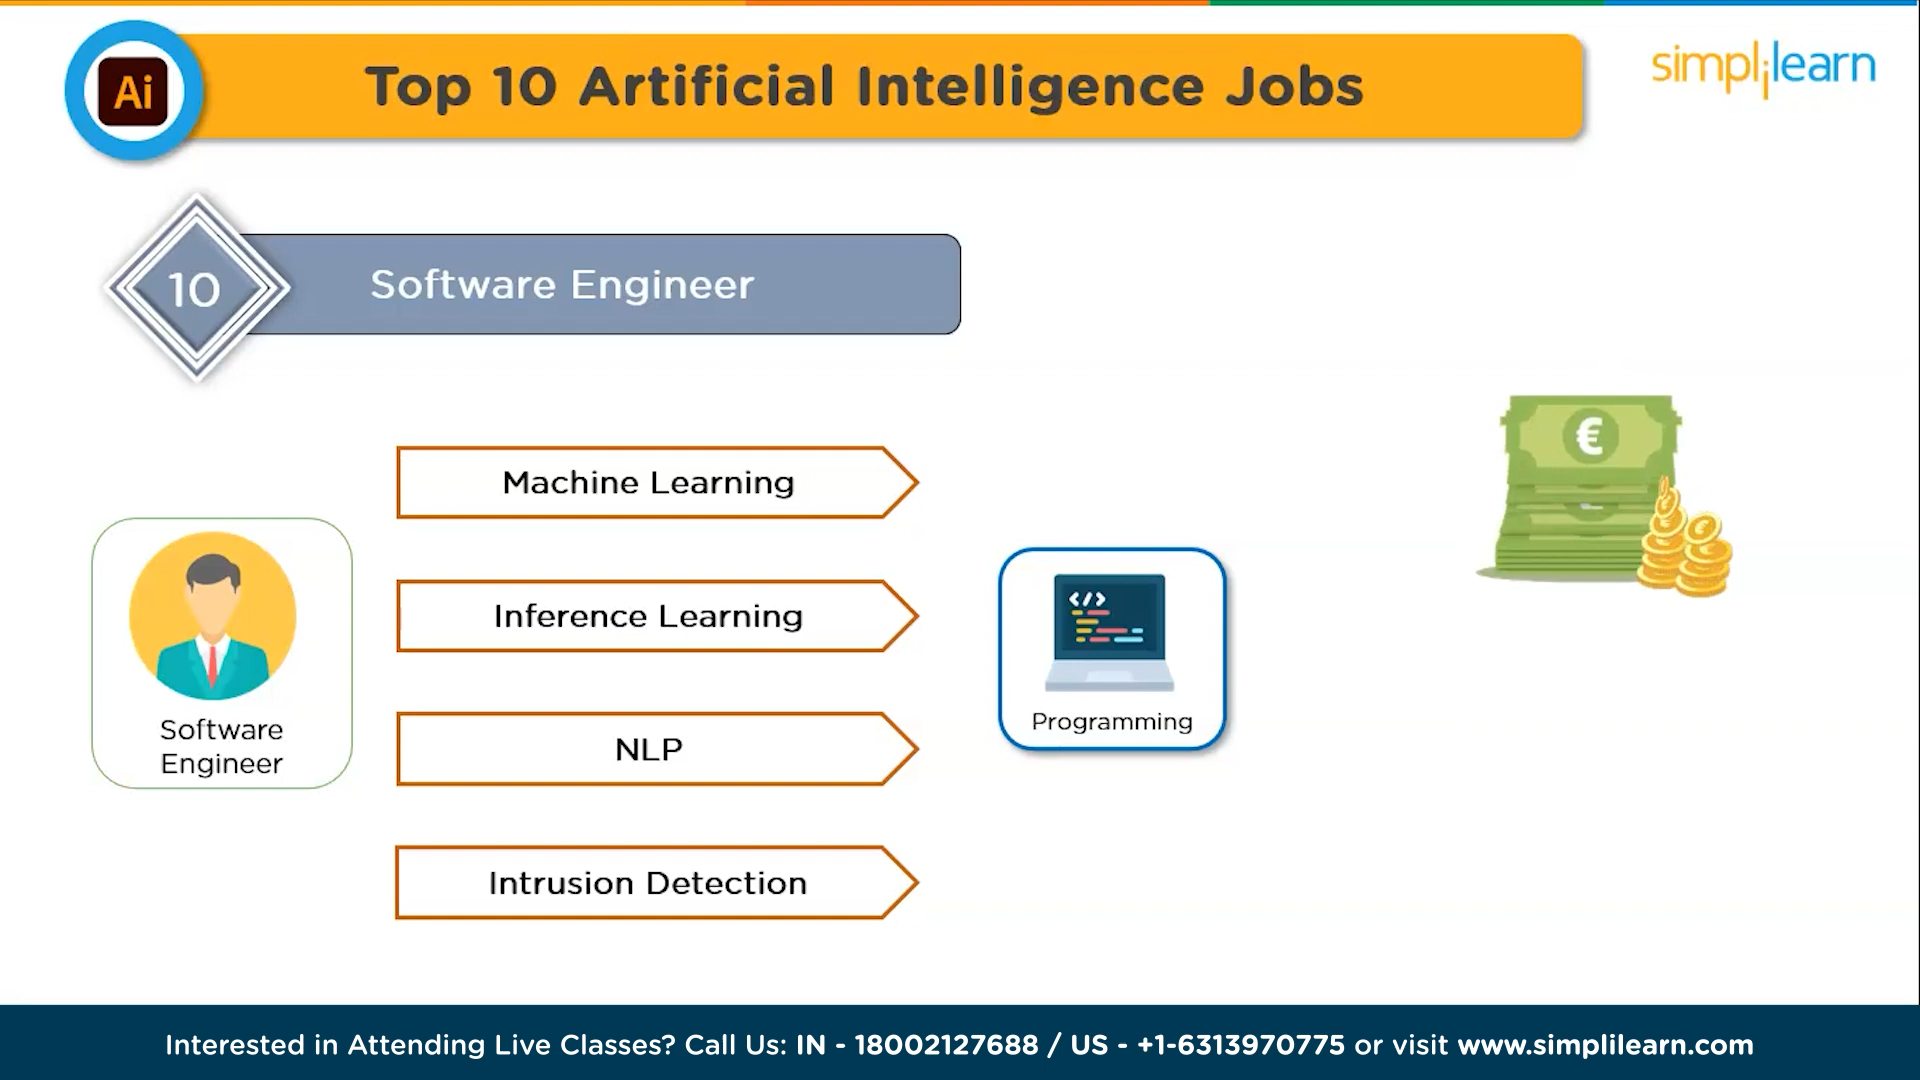 Ai
Top 10 Artificial Intelligence Jobs
simplilearn
10
Software Engineer
Machine Learning
Inference Learning
NLP
Intrusion Detection
Software
Engineer
</>
Programming
€
Interested in Attending Live Classes? Call Us: IN - 18002127688 / US - +1-6313970775 or visit www.simplilearn.com